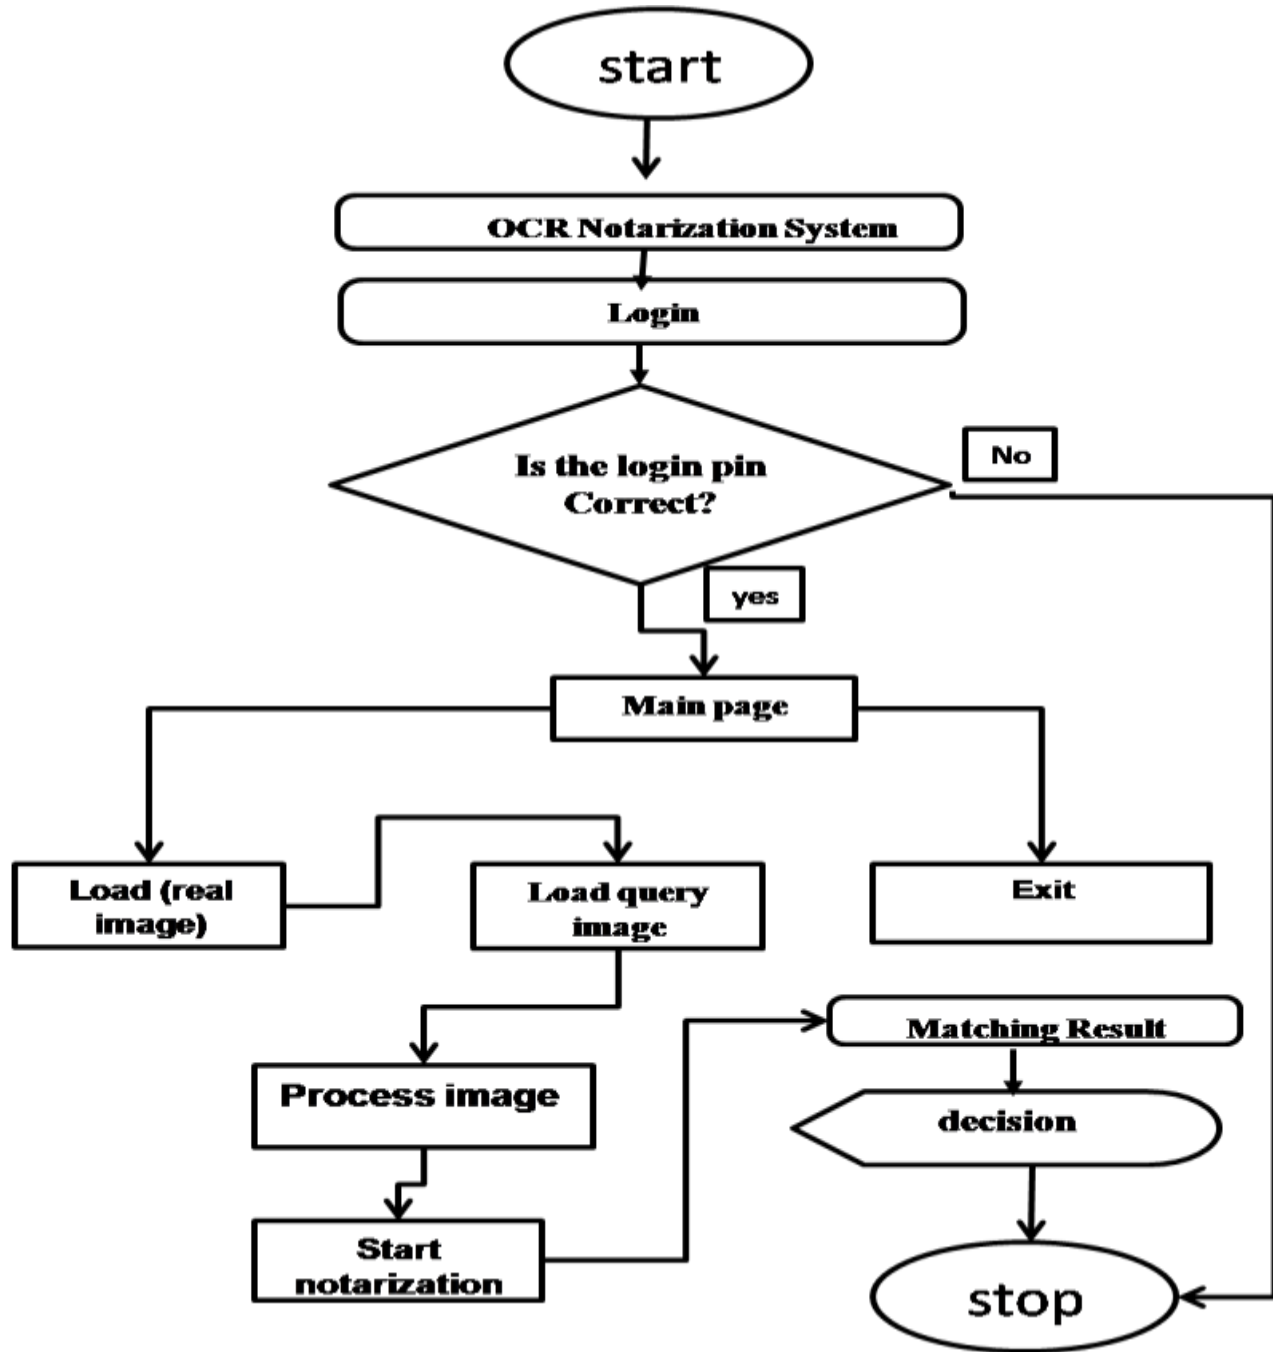 start
OCR Notarization System
Login
Is the login pin
Correct?
No
yes
Main page
Load (real
image)
Load query
image
Exit
Matching Result
Process image
decision
Start
notarization
stop